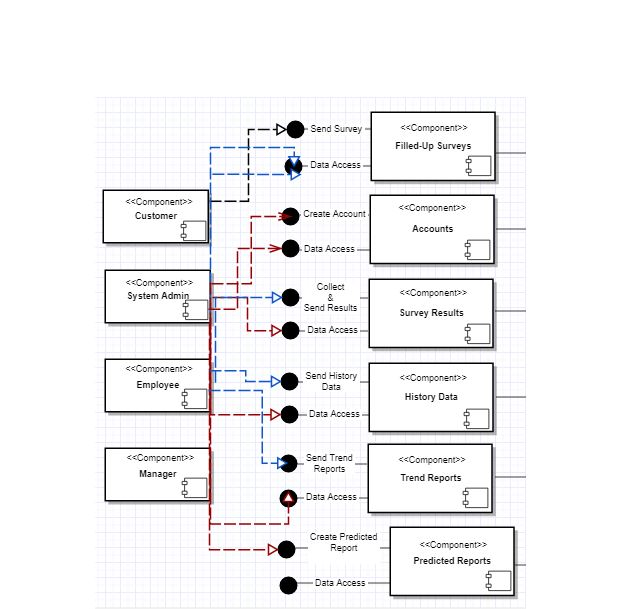 Send Survey
<<Component>>
Filled-Up Surveys
Data Access
<<Component>>
Customer
Create Account
<<Component>>
Accounts
Data Access
<<Component>>
System Admin
Collect
&
Send Results
<<Component>>
Survey Results
Data Access
<<Component>>
Employee
Send History
Data
<<Component>>
History Data
Data Access
<<Component>>
Manager
Send Trend
Reports
<<Component>>
Trend Reports
Data Access
Create Predicted
Report
<<Component>>
Predicted Reports
Data Access